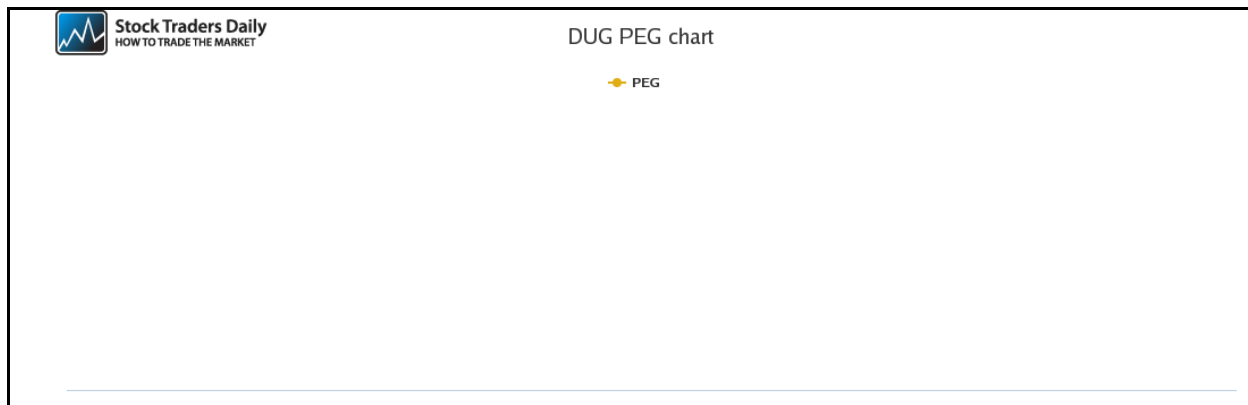 Stock Traders Daily
HOW TO TRADE THE MARKET
DUG PEG chart
PEG